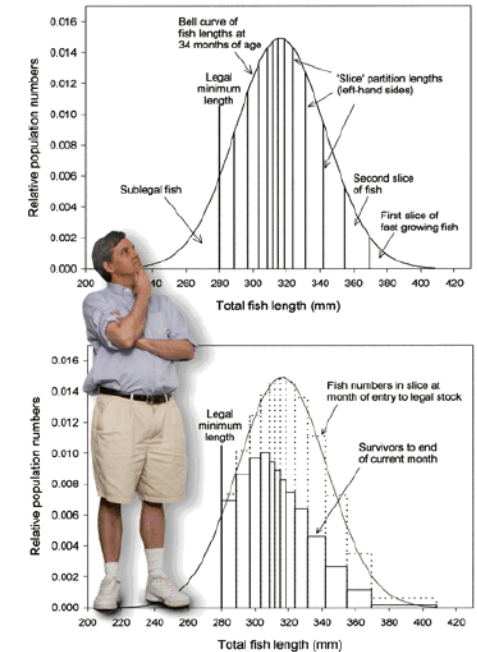 0.016
0.014
0.012
0.010
0.008
0.006
0.004
0.002
0.000
Relative population numbers
Bell curve of
fish lengths at
34 months of age
Legal
minimum
length
'Slice' partition lengths
(left-hand sides)
Sublegal fish
Second slice
of fish
First slice of
fast growing fish
200
240
260
280
300
320
340
360
380
400
420
Total fish length (mm)
0.016
0.014
0.012
0.010
0.008
0.006
0.004
0.002
0.000
Relative population numbers
Fish numbers in slice at
month of entry to legal stock
Legal
minimum
length
Survivors to end
of current month
200
220
240
260
280
300
320
340
360
380
400
420
Total fish length (mm)